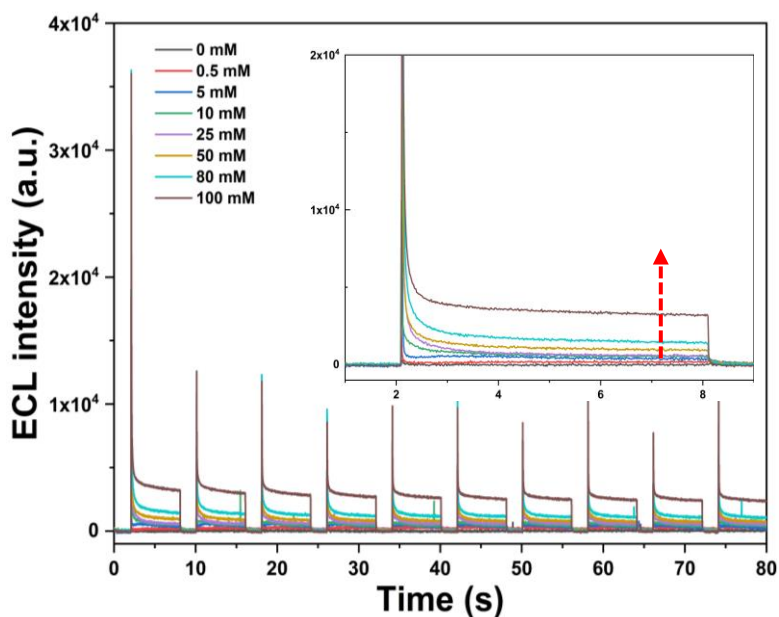 ECL intensity (a.u.)
4x10⁴
3x10⁴
2x10⁴
1x10⁴
0
0 mM
0.5 mM
5 mM
10 mM
25 mM
50 mM
80 mM
100 mM
2x10⁴
1x10⁴
0
2 4 6 8
0 10 20 30 40 50 60 70 80
Time (s)